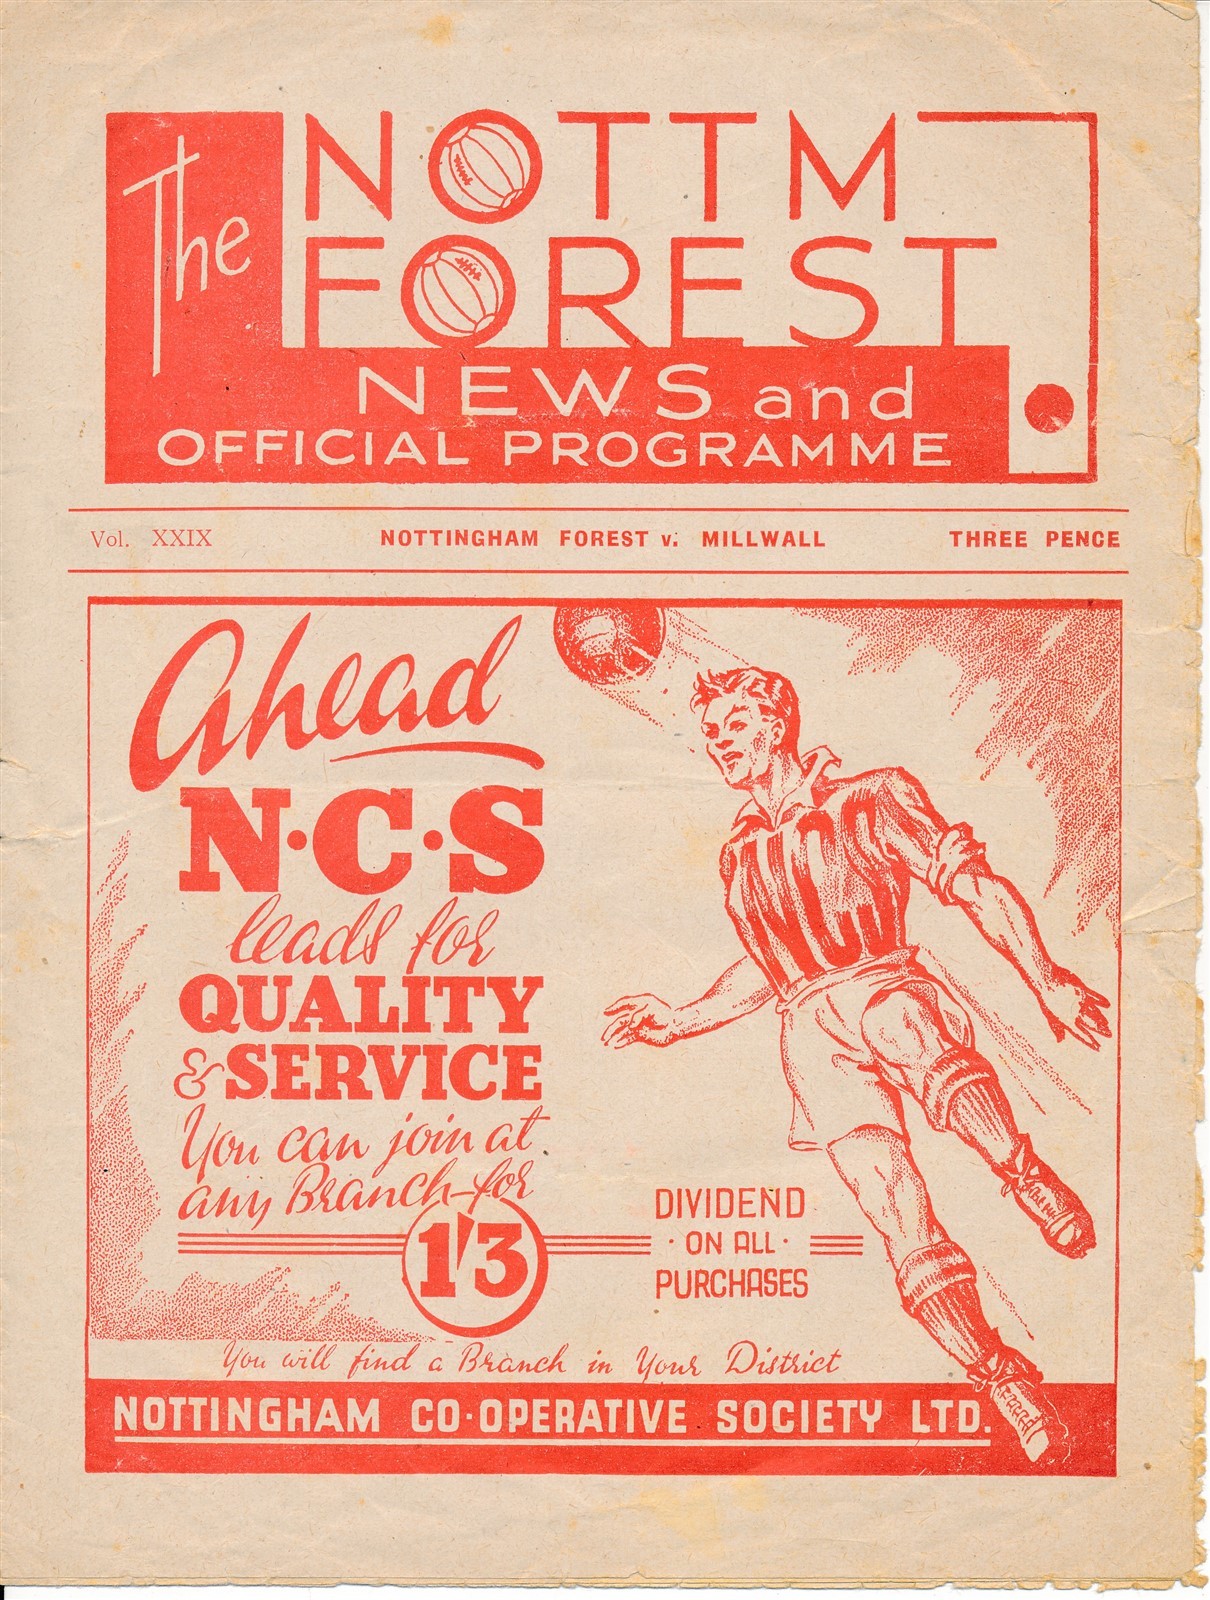 The
NOTTM
FOREST
NEWS and
OFFICIAL PROGRAMME
Vol. XXIX NOTTINGHAM FOREST v. MILLWALL THREE PENCE
Ahead
N·C·S
leads for
QUALITY
& SERVICE
You can join at
any Branch for
1'3
NCS
DIVIDEND
· ON ALL ·
PURCHASES
You will find a Branch in Your District
NOTTINGHAM CO-OPERATIVE SOCIETY LTD.